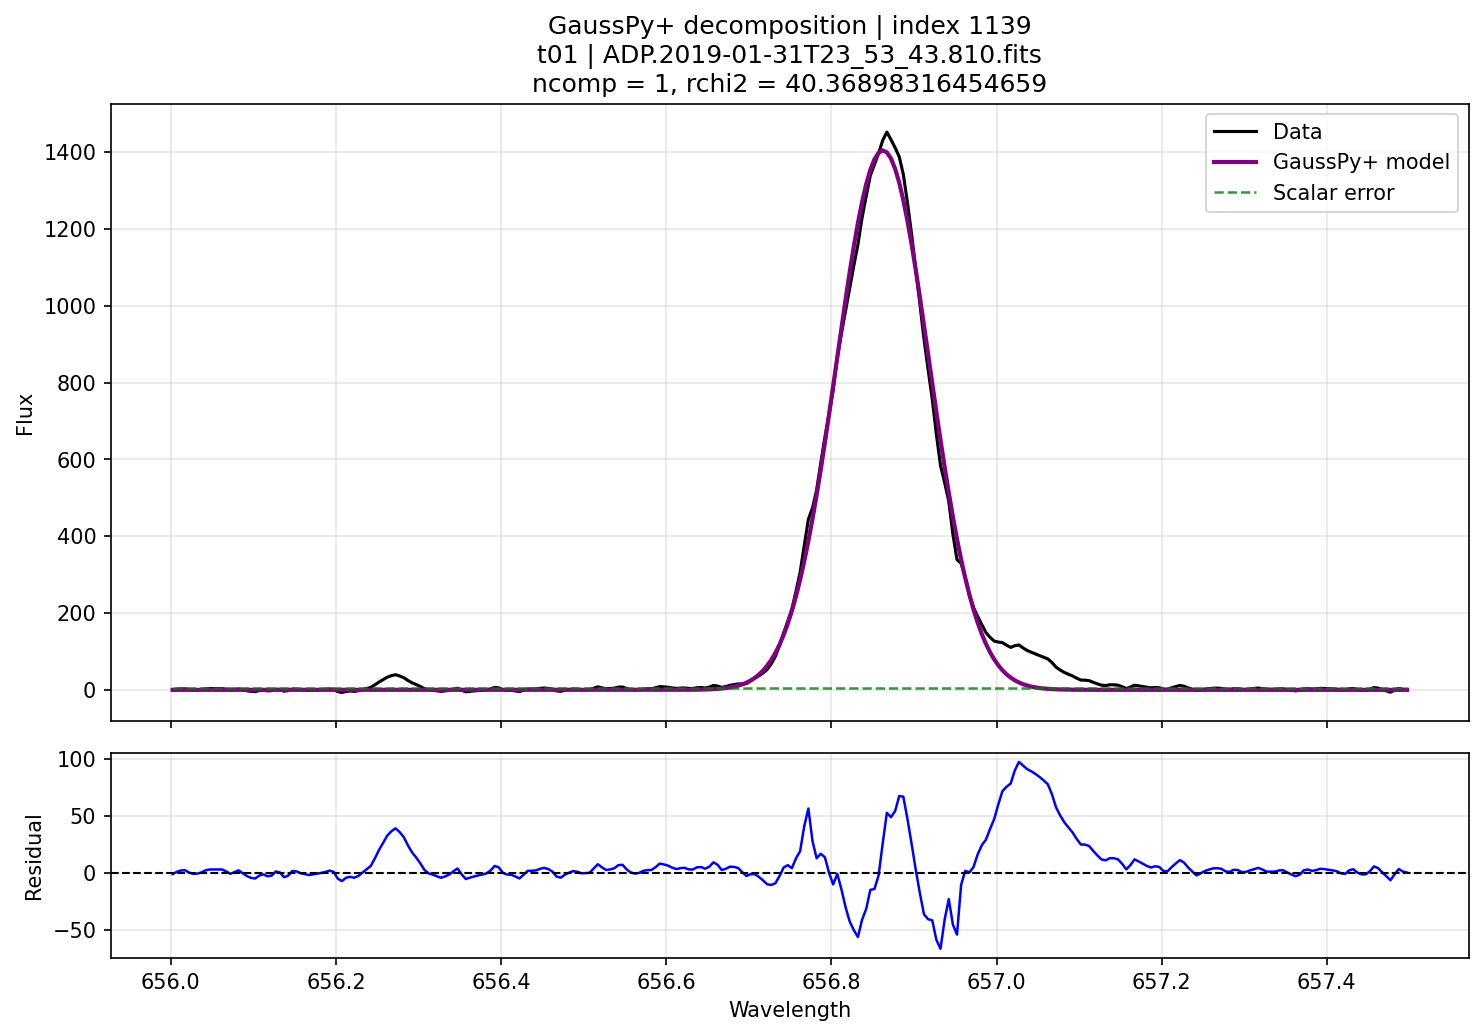 GaussPy+ decomposition | index 1139
t01 | ADP.2019-01-31T23_53_43.810.fits
ncomp = 1, rchi2 = 40.36898316454659
Data
GaussPy+ model
Scalar error
Flux
1400
1200
1000
800
600
400
200
0
Residual
100
50
0
−50
656.0 656.2 656.4 656.6 656.8 657.0 657.2 657.4
Wavelength